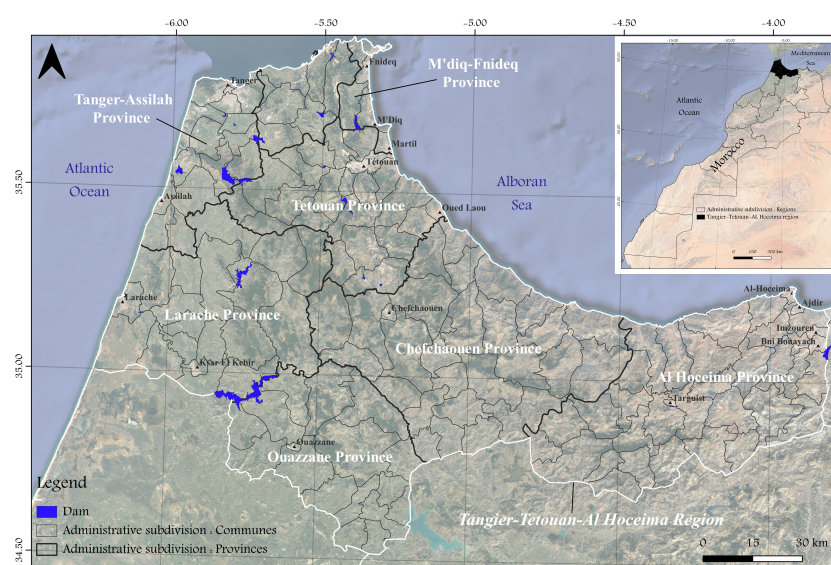 -6.00
-5.50
-5.00
-4.50
-4.00
Fnideq
M'diq-Fnideq
Province
Tanger
Tanger-Assilah
Province
M'Diq
Martil
Tétouan
Atlantic
Ocean
35.50
Assilah
Tetouan Province
Oued Laou
Alboran
Sea
Larache
Larache Province
Chefchaouen
Chefchaouen Province
Al-Hoceima
Ajdir
Imzouren
Bni Bouayach
35.00
Ksar El Kebir
Al Hoceima Province
Targuist
Ouazzane
Ouazzane Province
Tangier-Tetouan-Al Hoceima Region
34.50
Legend
Dam
Administrative subdivision : Communes
Administrative subdivision : Provinces
0 15 30 km
Mediterranean
Sea
Atlantic
Ocean
Morocco
Administrative subdivision : Regions
Tangier-Tetouan-Al Hoceima region